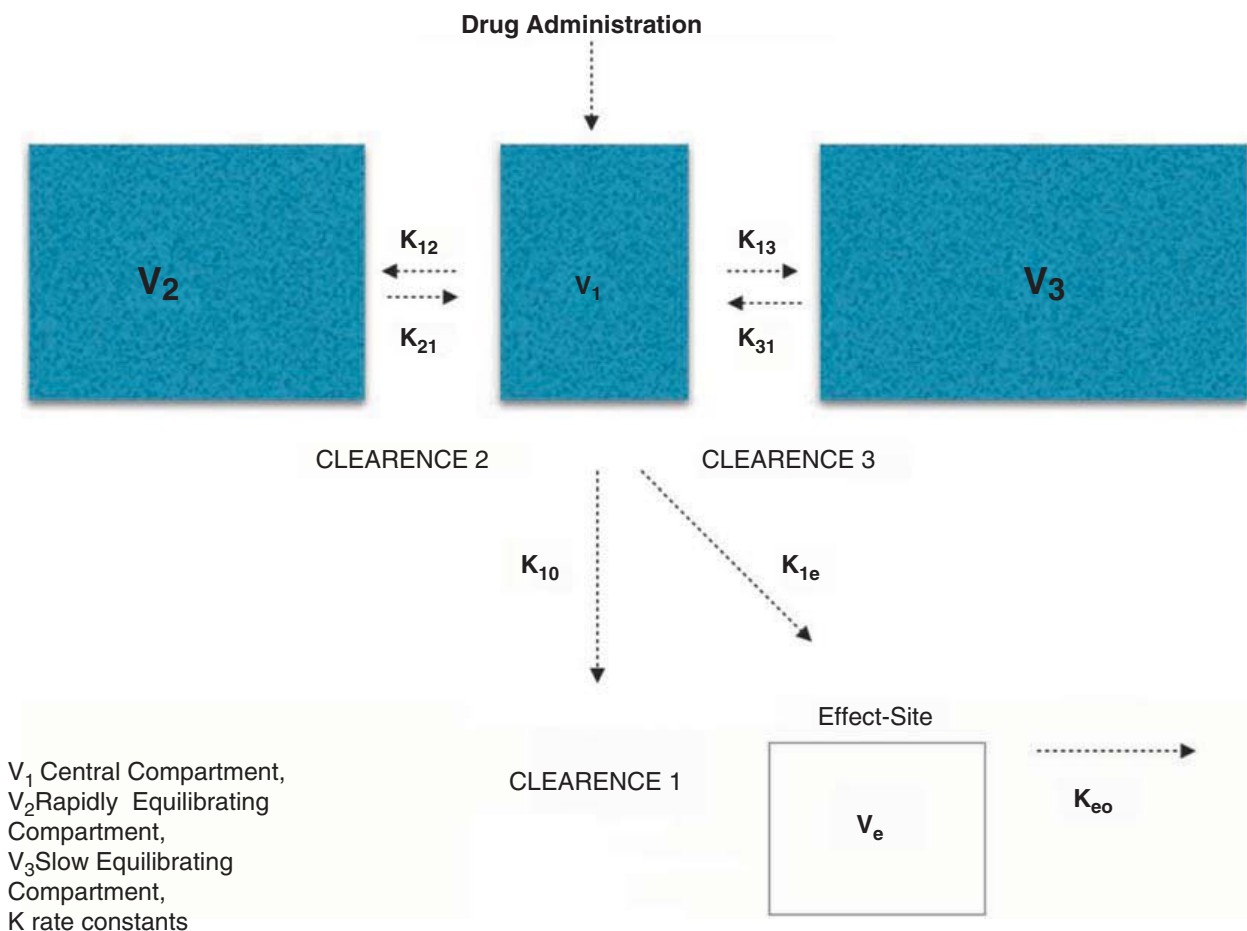 Drug Administration
V2
K12
K21
V1
K13
K31
V3
CLEARENCE 2
CLEARENCE 3
K10
K1e
CLEARENCE 1
Effect-Site
Ve
Keo
V1 Central Compartment,
V2Rapidly Equilibrating
Compartment,
V3Slow Equilibrating
Compartment,
K rate constants